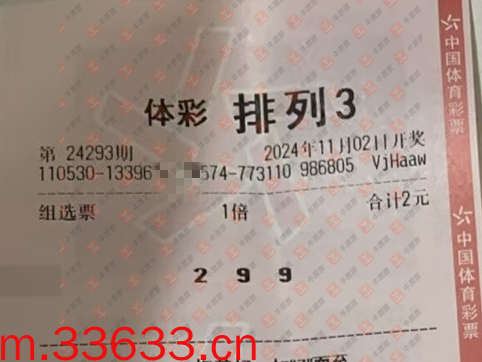 体彩 排列3
第 24293期 2024年11月02日开奖
110530-13396 574-773110 986805 VjHaaw
组选票 1倍 合计2元
2 9 9
中国体育彩票
中国体育彩票
m.33633.cn